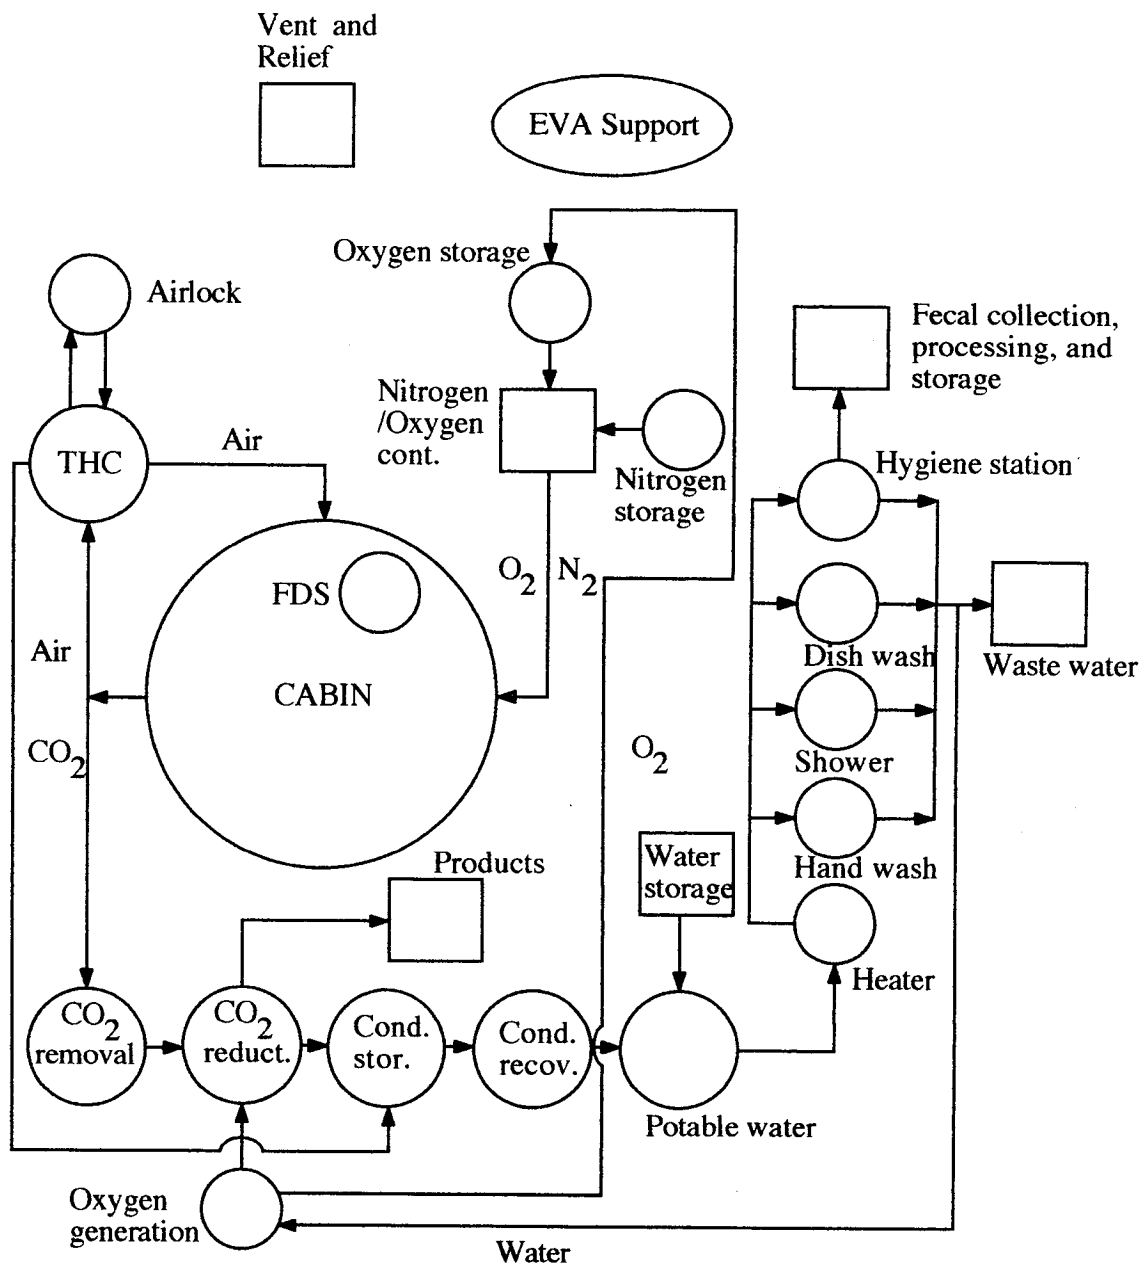 Vent and
Relief
EVA Support
Oxygen storage
Airlock
Fecal collection,
processing, and
storage
Nitrogen
/Oxygen
cont.
THC
Air
Hygiene station
Nitrogen
storage
O2 N2
FDS
Air
Dish wash
Waste water
CABIN
CO2
O2
Shower
Water
storage
Products
Hand wash
Heater
CO2
removal
CO2
reduct.
Cond.
stor.
Cond.
recov.
Potable water
Oxygen
generation
Water